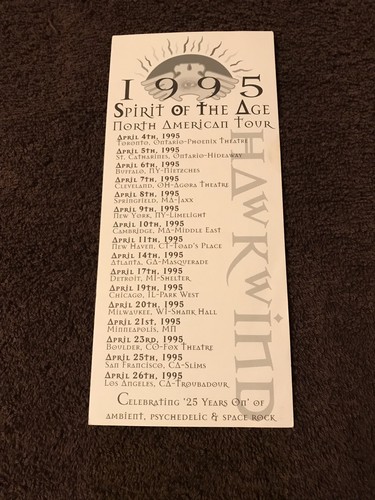 1995
Spirit Of The Age
North American Tour
April 4th, 1995
Toronto, Ontario-Phoenix Theatre
April 5th, 1995
St. Catharines, Ontario-Hideaway
April 6th, 1995
Buffalo, NY-Nietzches
April 7th, 1995
Cleveland, OH-Agora Theatre
April 8th, 1995
Springfield, MA-Jaxx
April 9th, 1995
New York, NY-Limelight
April 10th, 1995
Cambridge, MA-Middle East
April 11th, 1995
New Haven, CT-Toad's Place
April 14th, 1995
Atlanta, GA-Masquerade
April 17th, 1995
Detroit, MI-Shelter
April 19th, 1995
Chicago, IL-Park West
April 20th, 1995
Milwaukee, WI-Shank Hall
April 21st, 1995
Minneapolis, MN
April 23rd, 1995
Boulder, CO-Fox Theatre
April 25th, 1995
San Francisco, CA-Slims
April 26th, 1995
Los Angeles, CA-Troubadour
Celebrating '25 Years On' of
ambient, psychedelic & space rock
HAWKWIND